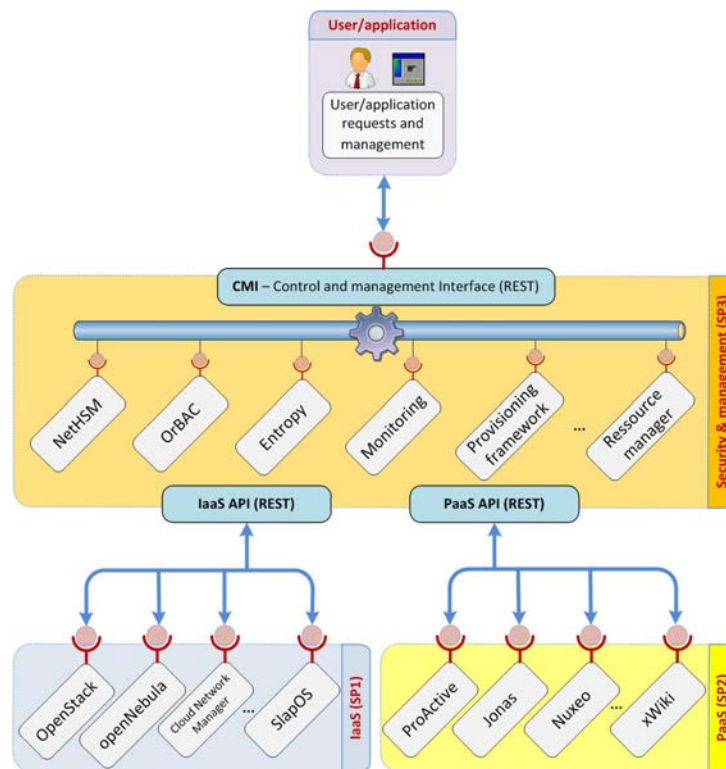 User/application
User/application
requests and
management
CMI – Control and management Interface (REST)
Security & management (SP3)
NetHSM
OrBAC
Entropy
Monitoring
Provisioning
framework
...
Ressource
manager
IaaS API (REST)
PaaS API (REST)
OpenStack
openNebula
Cloud Network
Manager
...
SlapOS
IaaS (SP1)
ProActive
Jonas
Nuxeo
...
xWiki
PaaS (SP2)